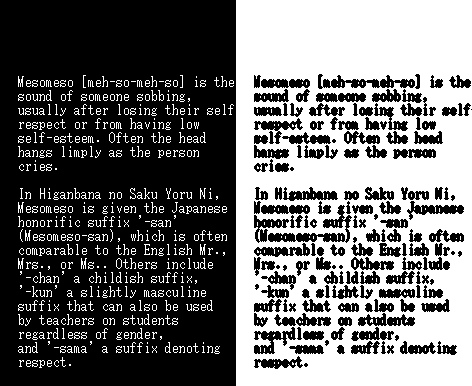 Mesomeso [meh-so-meh-so] is the
sound of someone sobbing,
usually after losing their self
respect or from having low
self-esteem. Often the head
hangs limply as the person
cries.
In Higanbana no Saku Yoru Ni,
Mesomeso is given the Japanese
honorific suffix '-san'
(Mesomeso-san), which is often
comparable to the English Mr.,
Mrs., or Ms.. Others include
'-chan' a childish suffix,
'-kun' a slightly masculine
suffix that can also be used
by teachers on students
regardless of gender,
and '-sama' a suffix denoting
respect.
Mesomeso [meh-so-meh-so] is the
sound of someone sobbing,
usually after losing their self
respect or from having low
self-esteem. Often the head
hangs limply as the person
cries.
In Higanbana no Saku Yoru Ni,
Mesomeso is given the Japanese
honorific suffix '-san'
(Mesomeso-san), which is often
comparable to the English Mr.,
Mrs., or Ms.. Others include
'-chan' a childish suffix,
'-kun' a slightly masculine
suffix that can also be used
by teachers on students
regardless of gender,
and '-sama' a suffix denoting
respect.